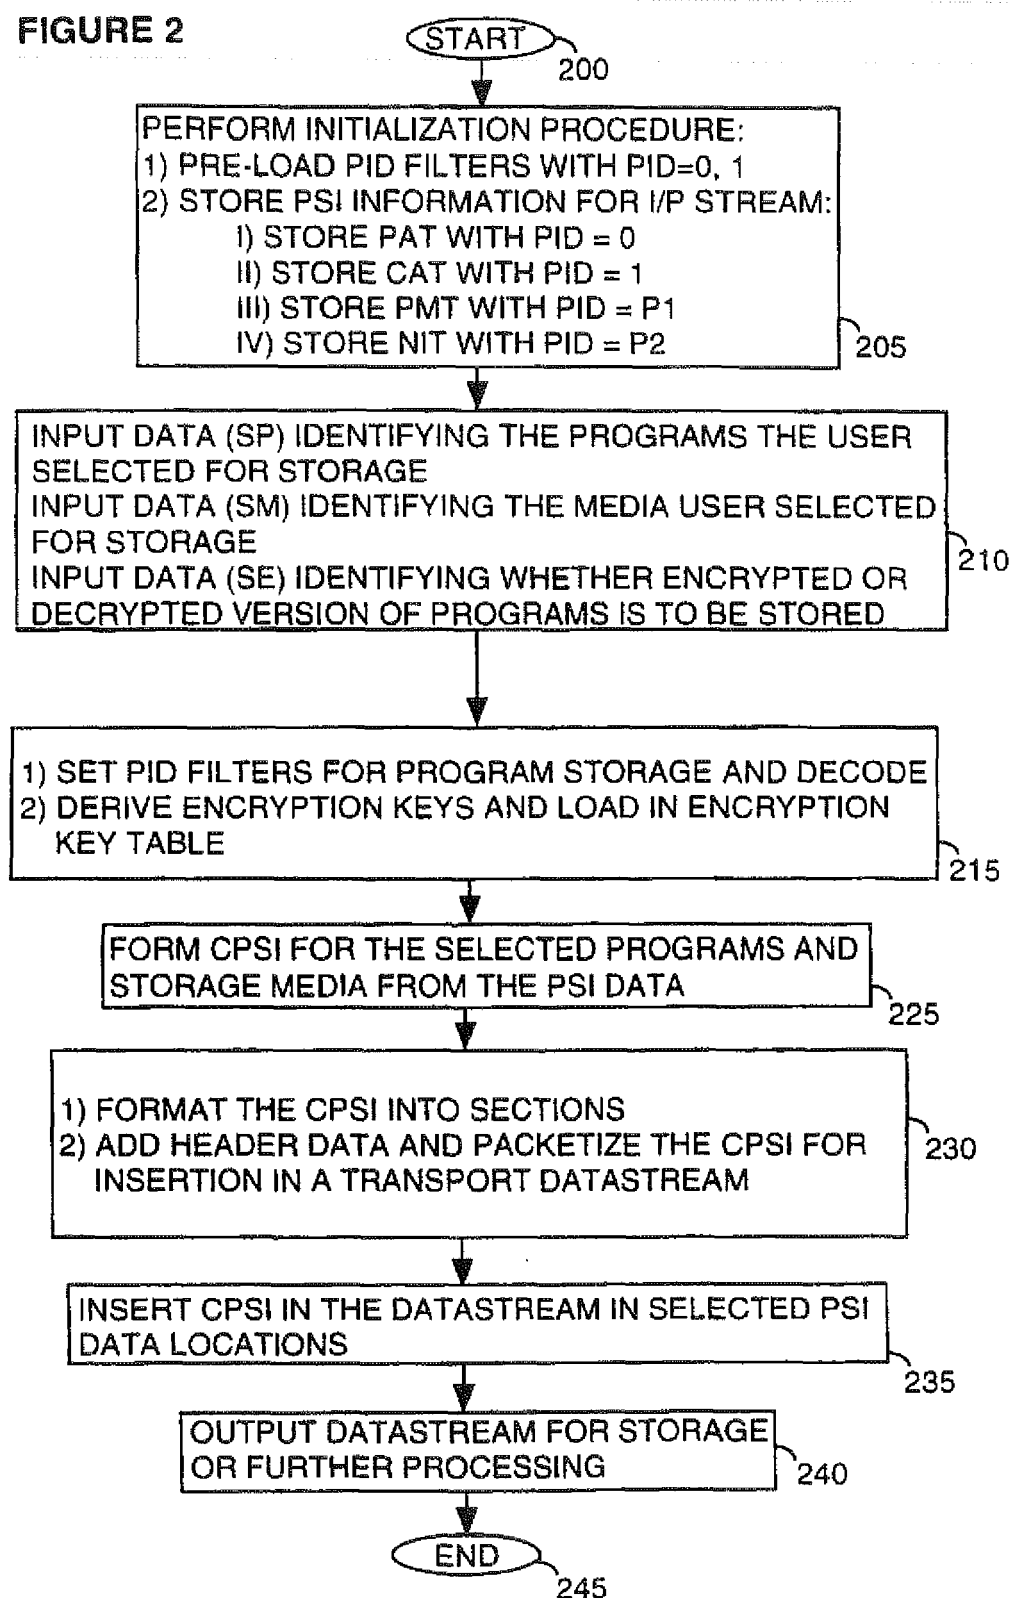 FIGURE 2
START
200
PERFORM INITIALIZATION PROCEDURE:
1) PRE-LOAD PID FILTERS WITH PID=0, 1
2) STORE PSI INFORMATION FOR I/P STREAM:
I) STORE PAT WITH PID = 0
II) STORE CAT WITH PID = 1
III) STORE PMT WITH PID = P1
IV) STORE NIT WITH PID = P2
205
INPUT DATA (SP) IDENTIFYING THE PROGRAMS THE USER
SELECTED FOR STORAGE
INPUT DATA (SM) IDENTIFYING THE MEDIA USER SELECTED
FOR STORAGE
INPUT DATA (SE) IDENTIFYING WHETHER ENCRYPTED OR
DECRYPTED VERSION OF PROGRAMS IS TO BE STORED
210
1) SET PID FILTERS FOR PROGRAM STORAGE AND DECODE
2) DERIVE ENCRYPTION KEYS AND LOAD IN ENCRYPTION
KEY TABLE
215
FORM CPSI FOR THE SELECTED PROGRAMS AND
STORAGE MEDIA FROM THE PSI DATA
225
1) FORMAT THE CPSI INTO SECTIONS
2) ADD HEADER DATA AND PACKETIZE THE CPSI FOR
INSERTION IN A TRANSPORT DATASTREAM
230
INSERT CPSI IN THE DATASTREAM IN SELECTED PSI
DATA LOCATIONS
235
OUTPUT DATASTREAM FOR STORAGE
OR FURTHER PROCESSING
240
END
245